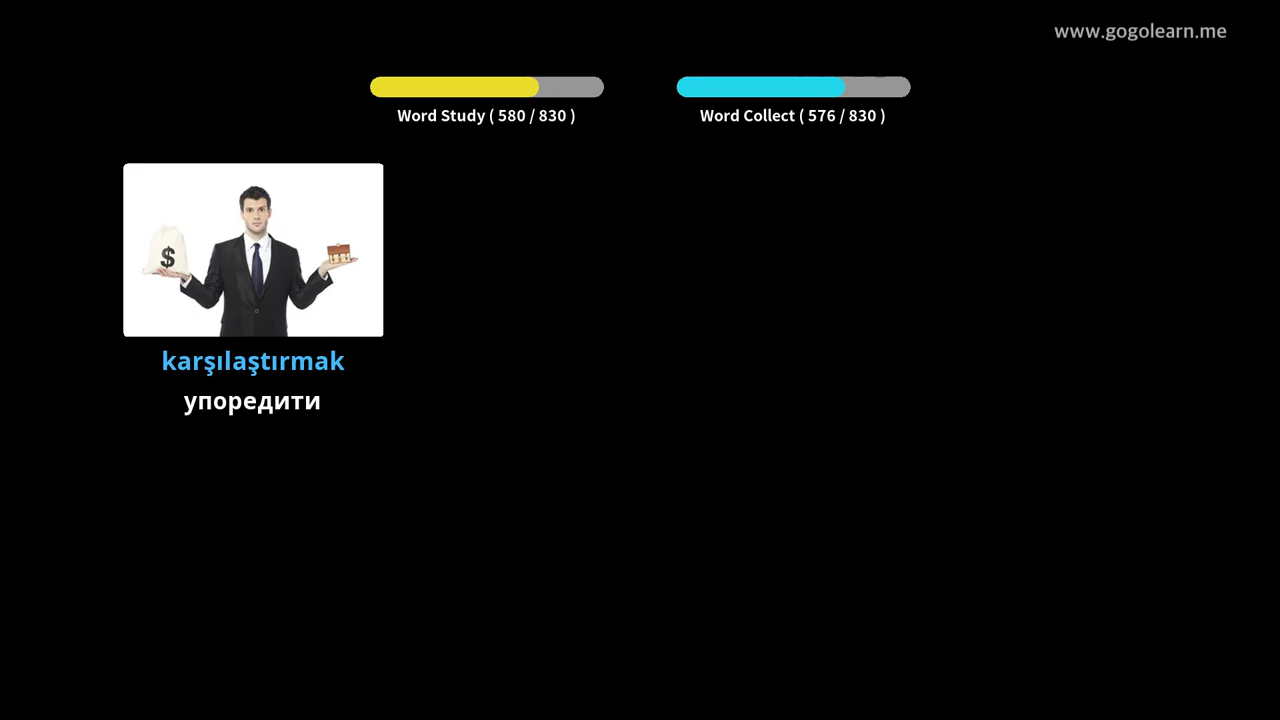 www.gogolearn.me
Word Study ( 580 / 830 )
Word Collect ( 576 / 830 )
$
karşılaştırmak
упоредити